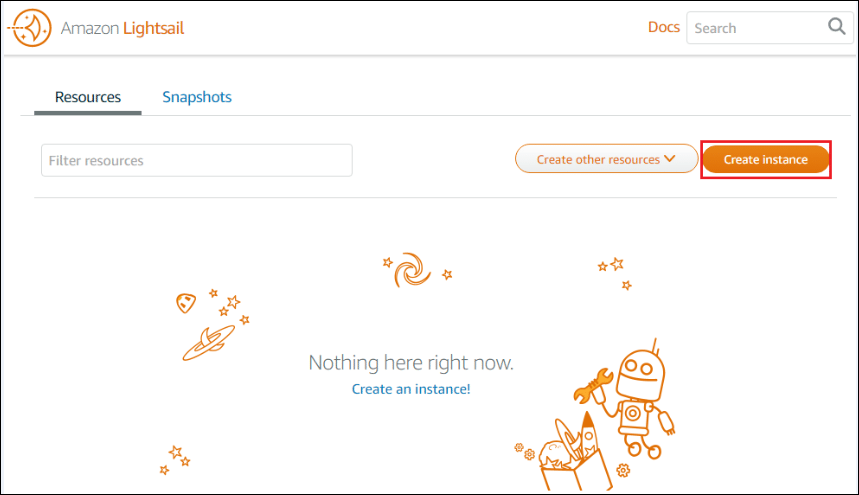 Amazon Lightsail
Docs
Search
Resources
Snapshots
Filter resources
Create other resources
Create instance
Nothing here right now.
Create an instance!